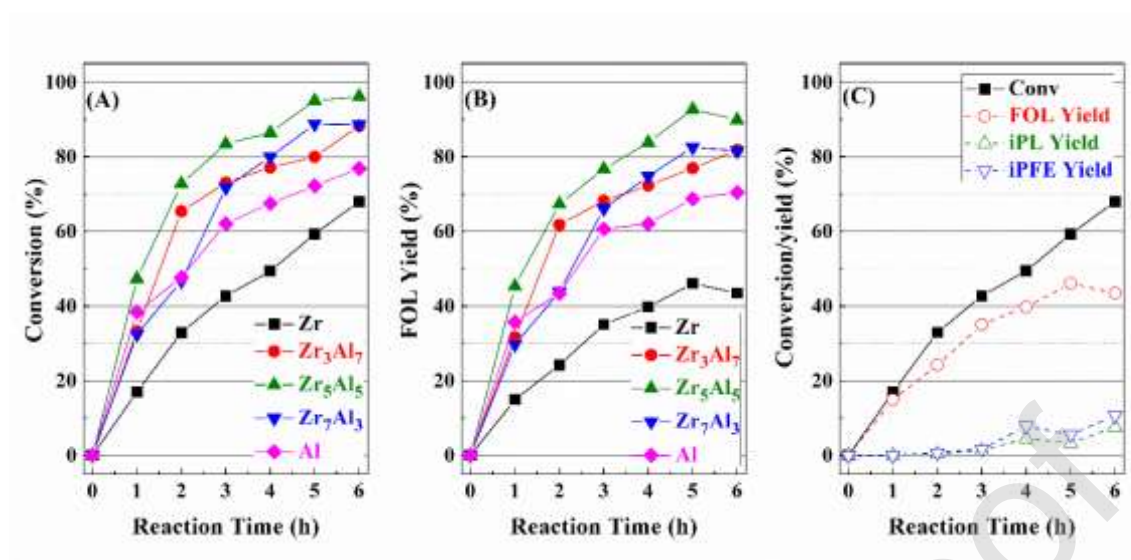 (A)
Conversion (%)
100
80
60
40
20
0
Zr
Zr₃Al₇
Zr₅Al₅
Zr₇Al₃
Al
0 1 2 3 4 5 6
Reaction Time (h)
(B)
FOL Yield (%)
100
80
60
40
20
0
Zr
Zr₃Al₇
Zr₅Al₅
Zr₇Al₃
Al
0 1 2 3 4 5 6
Reaction Time (h)
(C)
Conversion/yield (%)
100
80
60
40
20
0
Conv
FOL Yield
iPL Yield
iPFE Yield
0 1 2 3 4 5 6
Reaction Time (h)